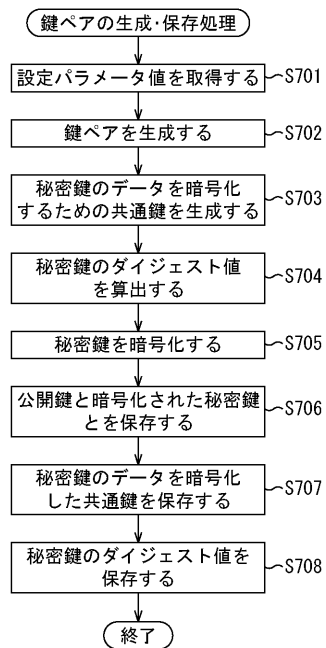 鍵ペアの生成・保存処理
設定パラメータ値を取得する
S701
鍵ペアを生成する
S702
秘密鍵のデータを暗号化
するための共通鍵を生成する
S703
秘密鍵のダイジェスト値
を算出する
S704
秘密鍵を暗号化する
S705
公開鍵と暗号化された秘密鍵
とを保存する
S706
秘密鍵のデータを暗号化
した共通鍵を保存する
S707
秘密鍵のダイジェスト値を
保存する
S708
終了